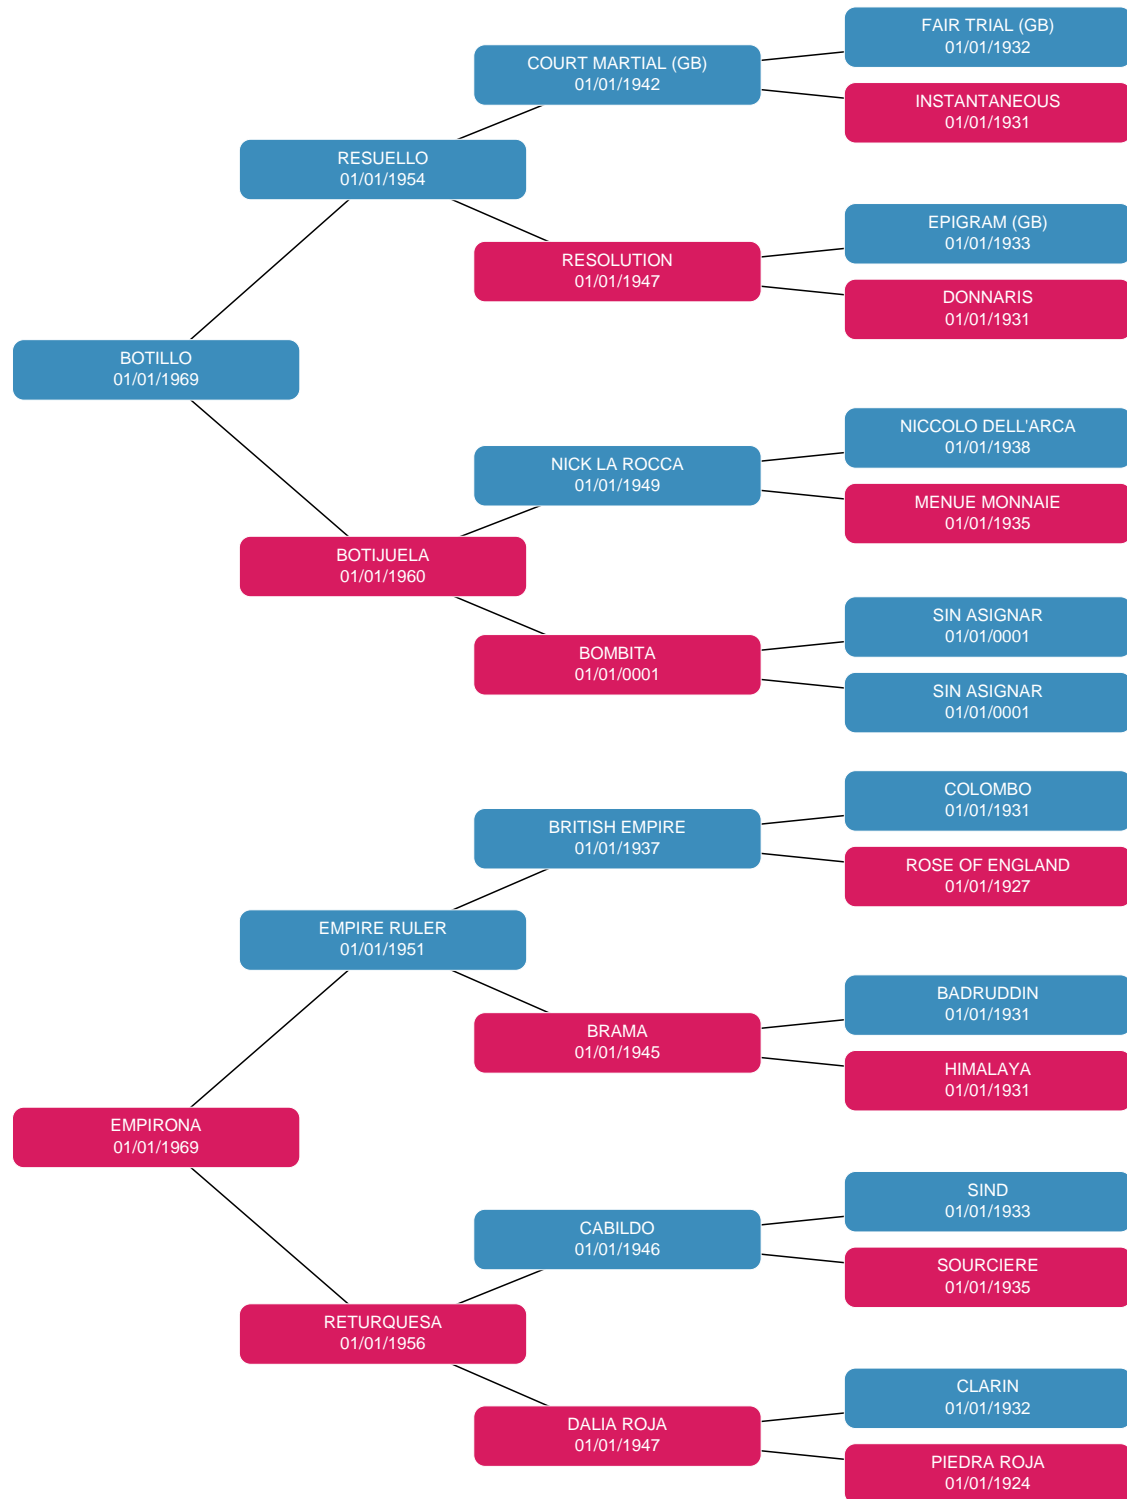 FAIR TRIAL (GB)
01/01/1932
COURT MARTIAL (GB)
01/01/1942
INSTANTANEOUS
01/01/1931
RESUELLO
01/01/1954
EPIGRAM (GB)
01/01/1933
RESOLUTION
01/01/1947
DONNARIS
01/01/1931
BOTILLO
01/01/1969
NICCOLO DELL'ARCA
01/01/1938
NICK LA ROCCA
01/01/1949
MENUE MONNAIE
01/01/1935
BOTIJUELA
01/01/1960
SIN ASIGNAR
01/01/0001
BOMBITA
01/01/0001
SIN ASIGNAR
01/01/0001
COLOMBO
01/01/1931
BRITISH EMPIRE
01/01/1937
ROSE OF ENGLAND
01/01/1927
EMPIRE RULER
01/01/1951
BADRUDDIN
01/01/1931
BRAMA
01/01/1945
HIMALAYA
01/01/1931
EMPIRONA
01/01/1969
SIND
01/01/1933
CABILDO
01/01/1946
SOURCIERE
01/01/1935
RETURQUESA
01/01/1956
CLARIN
01/01/1932
DALIA ROJA
01/01/1947
PIEDRA ROJA
01/01/1924